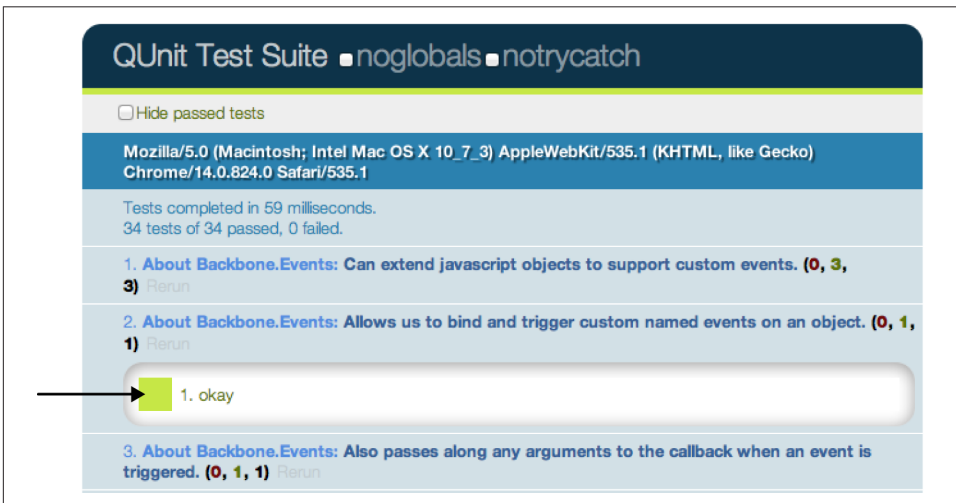 QUnit Test Suite noglobals notrycatch
Hide passed tests
Mozilla/5.0 (Macintosh; Intel Mac OS X 10_7_3) AppleWebKit/535.1 (KHTML, like Gecko)
Chrome/14.0.824.0 Safari/535.1
Tests completed in 59 milliseconds.
34 tests of 34 passed, 0 failed.
1. About Backbone.Events: Can extend javascript objects to support custom events. (0, 3,
3) Rerun
2. About Backbone.Events: Allows us to bind and trigger custom named events on an object. (0, 1,
1) Rerun
1. okay
3. About Backbone.Events: Also passes along any arguments to the callback when an event is
triggered. (0, 1, 1) Rerun